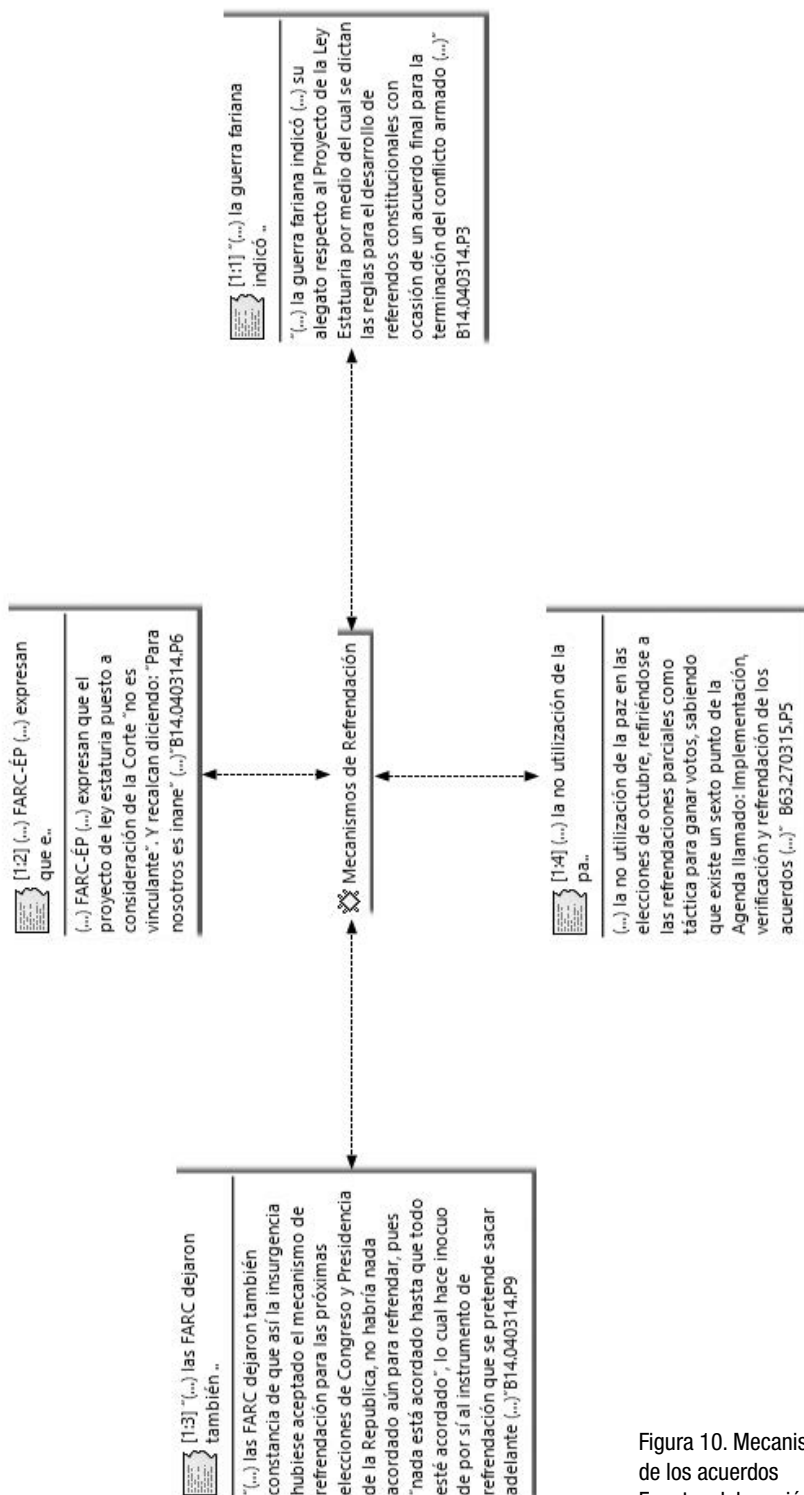 [1:2] (...) FARC-ÉP (...) expresan
que e..
(...) FARC-ÉP (...) expresan que el
proyecto de ley estaturia puesto a
consideración de la Corte “no es
vinculante”. Y recalcan diciendo: “Para
nosotros es inane” (...)”B14.040314.P6
[1:3] “(...) las FARC dejaron
también ..
“(...) las FARC dejaron también
constancia de que así la insurgencia
hubiese aceptado el mecanismo de
refrendación para las próximas
elecciones de Congreso y Presidencia
de la Republica, no habría nada
acordado aún para refrendar, pues
“nada está acordado hasta que todo
esté acordado”, lo cual hace inocuo
de por sí al instrumento de
refrendación que se pretende sacar
adelante (...)”B14.040314.P9
Mecanismos de Refrendación
[1:1] “(...) la guerra fariana
indicó ..
“(...) la guerra fariana indicó (...) su
alegato respecto al Proyecto de la Ley
Estatuaria por medio del cual se dictan
las reglas para el desarrollo de
referendos constitucionales con
ocasión de un acuerdo final para la
terminación del conflicto armado (...)”
B14.040314.P3
[1:4] (...) la no utilización de la
pa..
(...) la no utilización de la paz en las
elecciones de octubre, refiriéndose a
las refrendaciones parciales como
táctica para ganar votos, sabiendo
que existe un sexto punto de la
Agenda llamado: Implementación,
verificación y refrendación de los
acuerdos (...)” B63.270315.P5
Figura 10. Mecanis
de los acuerdos